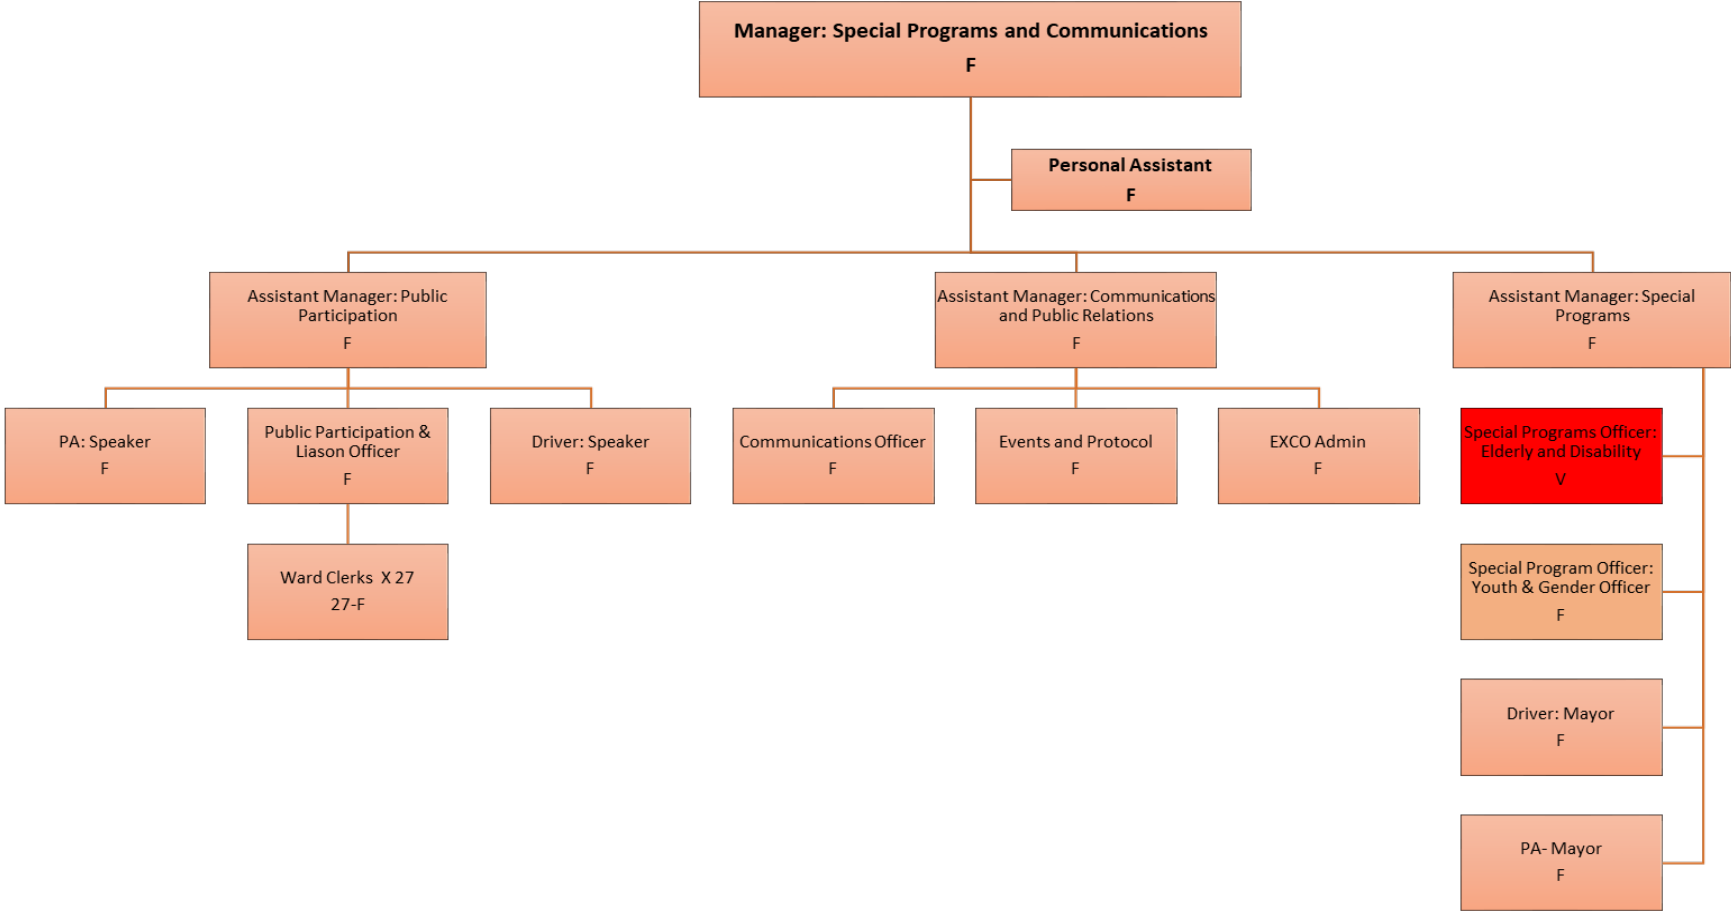 Manager: Special Programs and Communications
F
Personal Assistant
F
Assistant Manager: Public
Participation
F
Assistant Manager: Communications
and Public Relations
F
Assistant Manager: Special
Programs
F
PA: Speaker
F
Public Participation &
Liason Officer
F
Driver: Speaker
F
Communications Officer
F
Events and Protocol
F
EXCO Admin
F
Special Programs Officer:
Elderly and Disability
V
Ward Clerks X 27
27-F
Special Program Officer:
Youth & Gender Officer
F
Driver: Mayor
F
PA- Mayor
F